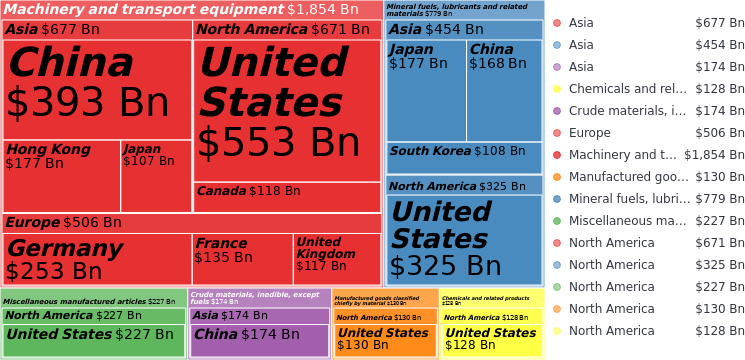 Machinery and transport equipment $1,854 Bn
Asia $677 Bn
China
$393 Bn
Hong Kong
$177 Bn
Japan
$107 Bn
North America $671 Bn
United
States
$553 Bn
Canada $118 Bn
Europe $506 Bn
Germany
$253 Bn
France
$135 Bn
United
Kingdom
$117 Bn
Mineral fuels, lubricants and related
materials $779 Bn
Asia $454 Bn
Japan
$177 Bn
China
$168 Bn
South Korea $108 Bn
North America $325 Bn
United
States
$325 Bn
Miscellaneous manufactured articles $227 Bn
North America $227 Bn
United States $227 Bn
Crude materials, inedible, except
fuels $174 Bn
Asia $174 Bn
China $174 Bn
Manufactured goods classified
chiefly by material $130Bn
North America $130 Bn
United States
$130 Bn
Chemicals and related products
$128 Bn
North America $128 Bn
United States
$128 Bn
Asia $677 Bn
Asia $454 Bn
Asia $174 Bn
Chemicals and rel... $128 Bn
Crude materials, i... $174 Bn
Europe $506 Bn
Machinery and t... $1,854 Bn
Manufactured goo... $130 Bn
Mineral fuels, lubri... $779 Bn
Miscellaneous ma... $227 Bn
North America $671 Bn
North America $325 Bn
North America $227 Bn
North America $130 Bn
North America $128 Bn